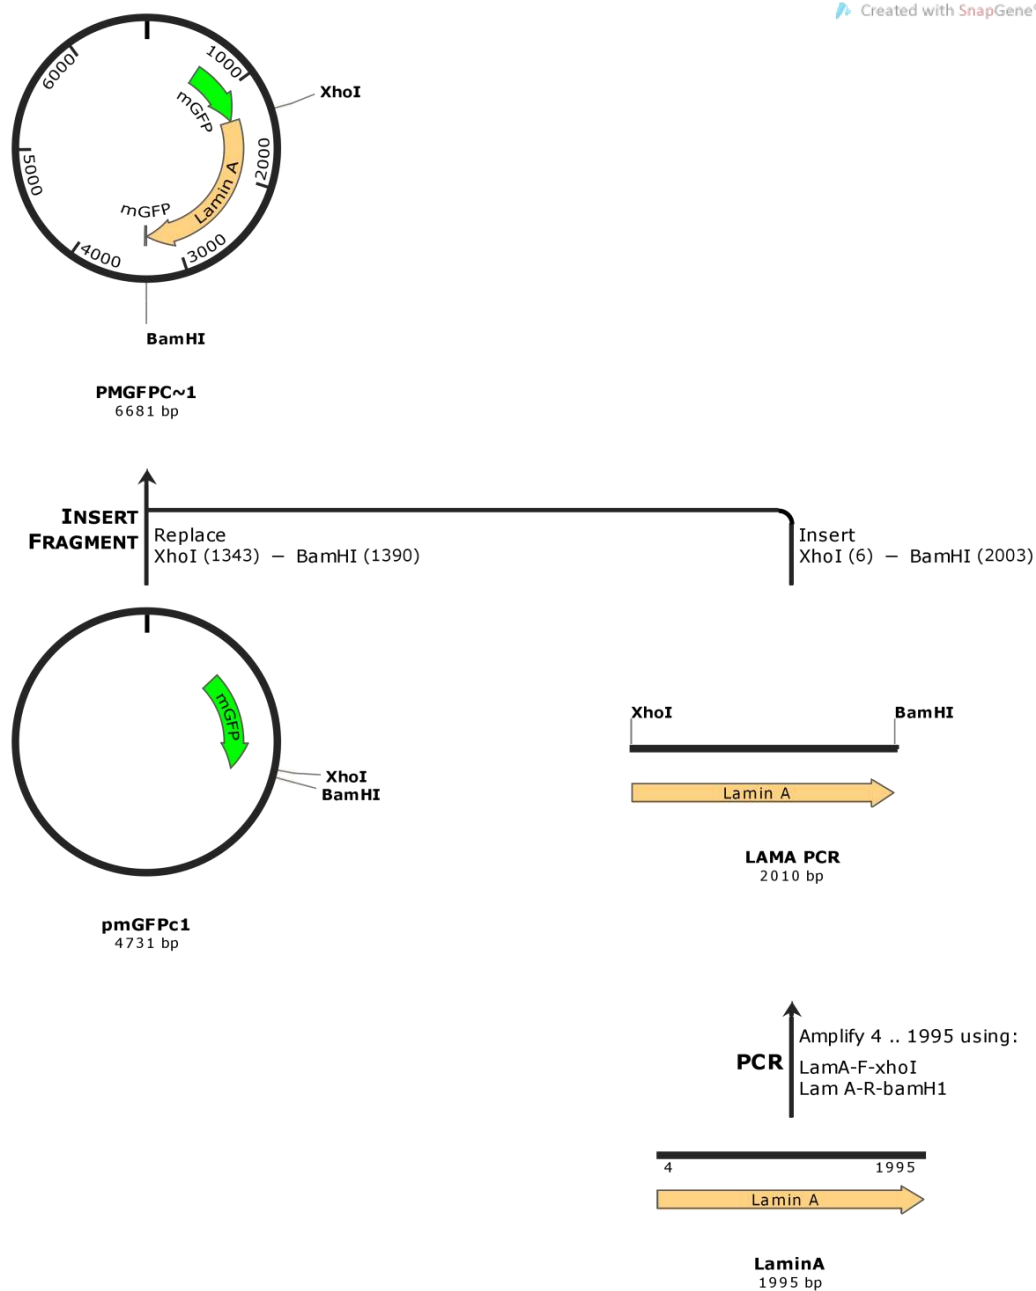 Created with SnapGene®
6000
1000
XhoI
mGFP
5000
2000
Lamin A
mGFP
4000
3000
BamHI
PMGFPC~1
6681 bp
INSERT
FRAGMENT
Replace
XhoI (1343) – BamHI (1390)
Insert
XhoI (6) – BamHI (2003)
mGFP
XhoI
BamHI
pmGFPc1
4731 bp
XhoI
BamHI
Lamin A
LAMA PCR
2010 bp
PCR
Amplify 4 .. 1995 using:
LamA-F-xhoI
Lam A-R-bamH1
4
1995
Lamin A
LaminA
1995 bp